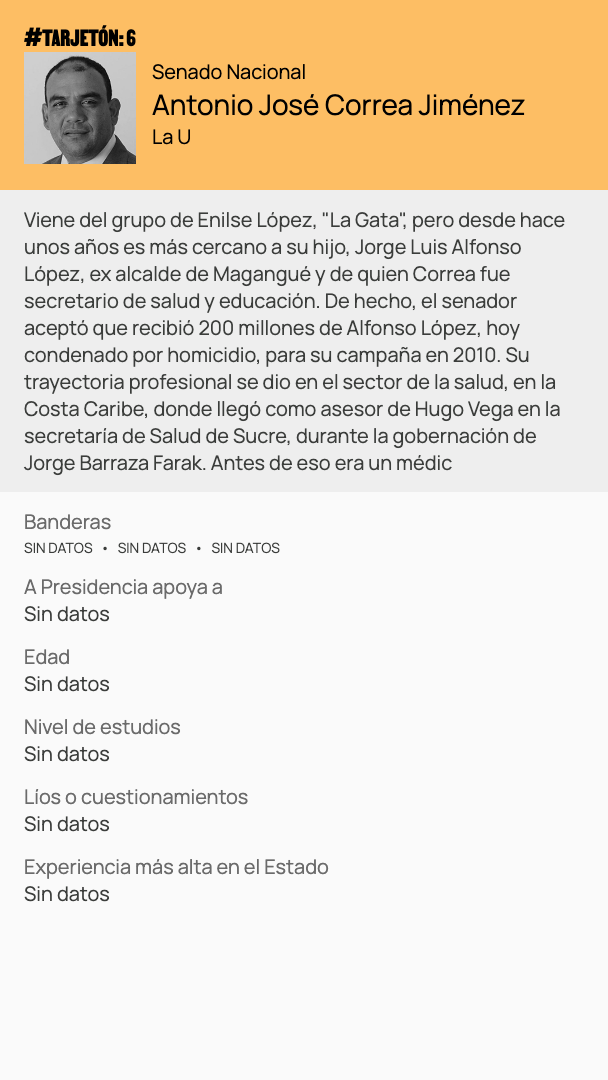 #TARJETÓN: 6
Senado Nacional
Antonio José Correa Jiménez
La U
Viene del grupo de Enilse López, "La Gata", pero desde hace
unos años es más cercano a su hijo, Jorge Luis Alfonso
López, ex alcalde de Magangué y de quien Correa fue
secretario de salud y educación. De hecho, el senador
aceptó que recibió 200 millones de Alfonso López, hoy
condenado por homicidio, para su campaña en 2010. Su
trayectoria profesional se dio en el sector de la salud, en la
Costa Caribe, donde llegó como asesor de Hugo Vega en la
secretaría de Salud de Sucre, durante la gobernación de
Jorge Barraza Farak. Antes de eso era un médic
Banderas
SIN DATOS • SIN DATOS • SIN DATOS
A Presidencia apoya a
Sin datos
Edad
Sin datos
Nivel de estudios
Sin datos
Líos o cuestionamientos
Sin datos
Experiencia más alta en el Estado
Sin datos